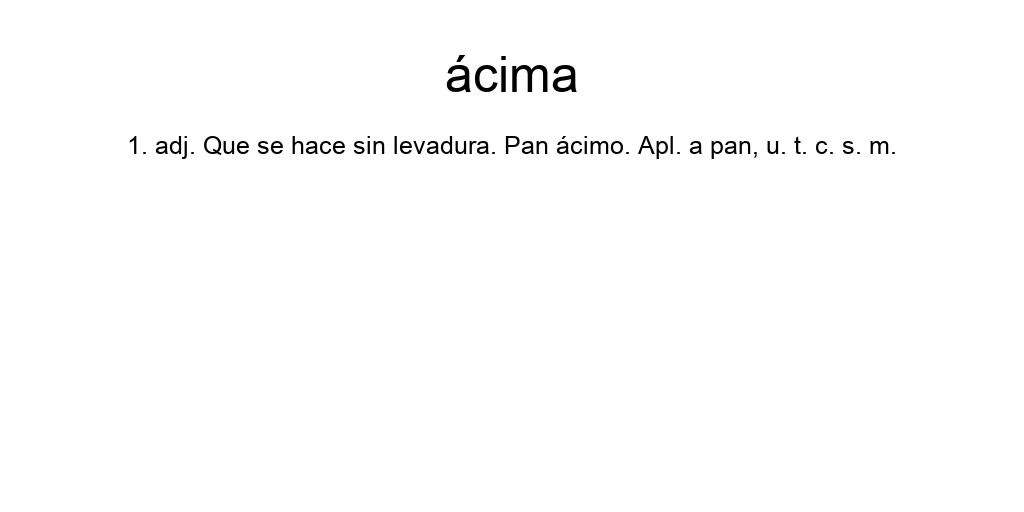 ácima
1. adj. Que se hace sin levadura. Pan ácimo. Apl. a pan, u. t. c. s. m.